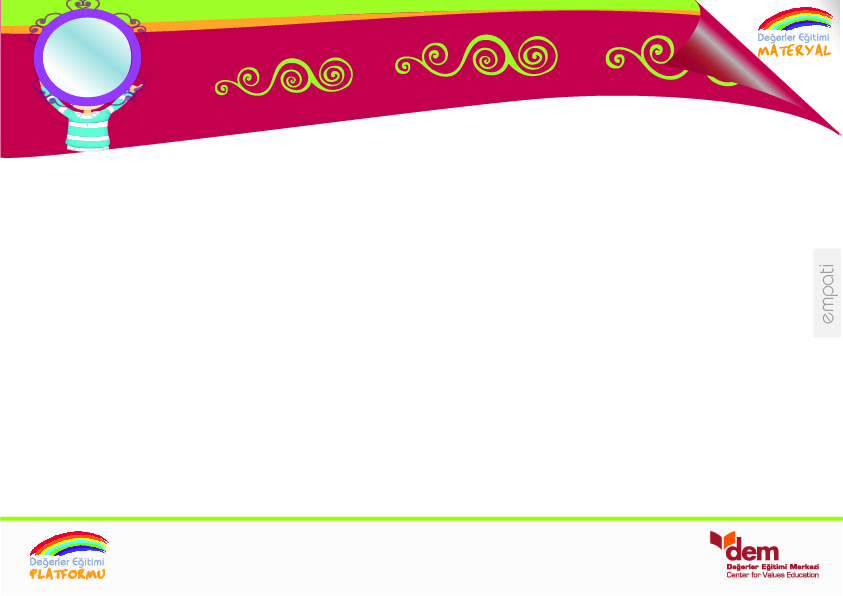 Değerler Eğitimi
MATERYAL
empati
Değerler Eğitimi
PLATFORMU
dem
Değerler Eğitimi Merkezi
Center for Values Education